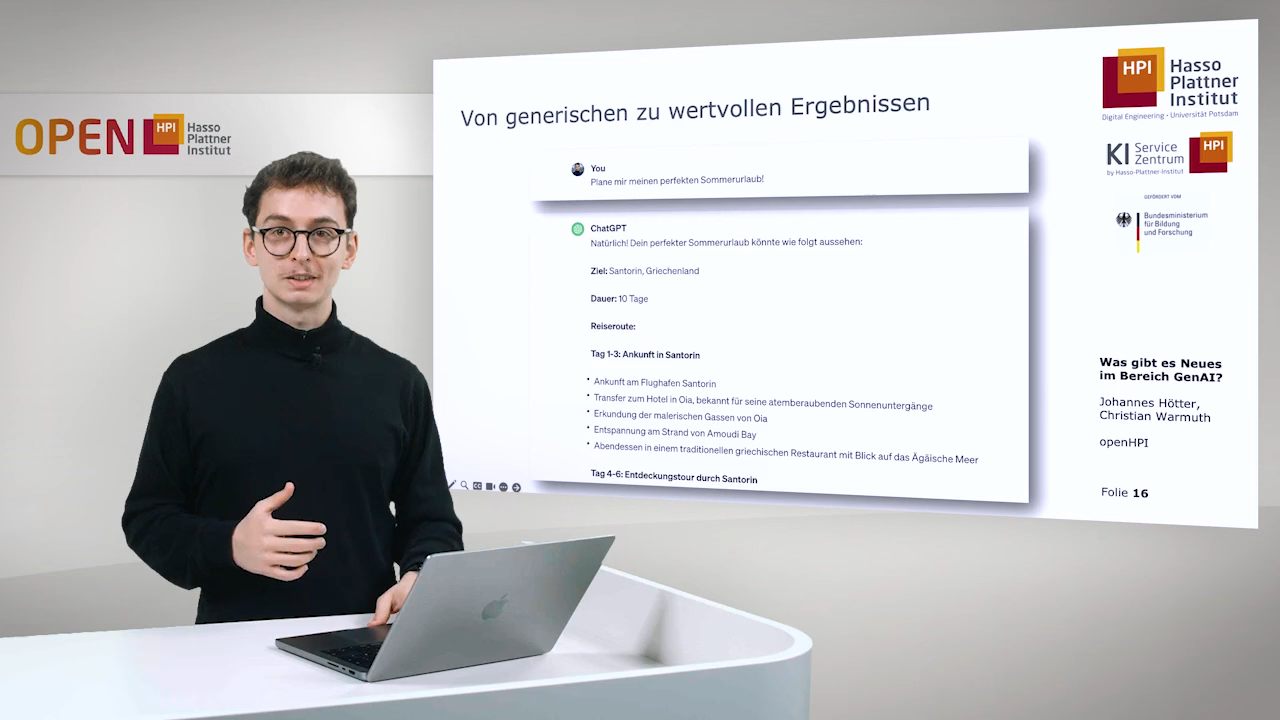 OPEN
HPI
Hasso
Plattner
Institut
Von generischen zu wertvollen Ergebnissen
You
Plane mir meinen perfekten Sommerurlaub!
ChatGPT
Natürlich! Dein perfekter Sommerurlaub könnte wie folgt aussehen:
Ziel: Santorin, Griechenland
Dauer: 10 Tage
Reiseroute:
Tag 1-3: Ankunft in Santorin
• Ankunft am Flughafen Santorin
• Transfer zum Hotel in Oia, bekannt für seine atemberaubenden Sonnenuntergänge
• Erkundung der malerischen Gassen von Oia
• Entspannung am Strand von Amoudi Bay
• Abendessen in einem traditionellen griechischen Restaurant mit Blick auf das Ägäische Meer
Tag 4-6: Entdeckungstour durch Santorin
HPI
Hasso
Plattner
Institut
Digital Engineering • Universität Potsdam
KI Service
Zentrum
by Hasso-Plattner-Institut
HPI
GEFÖRDERT VOM
Bundesministerium
für Bildung
und Forschung
Was gibt es Neues
im Bereich GenAI?
Johannes Hötter,
Christian Warmuth
openHPI
Folie 16